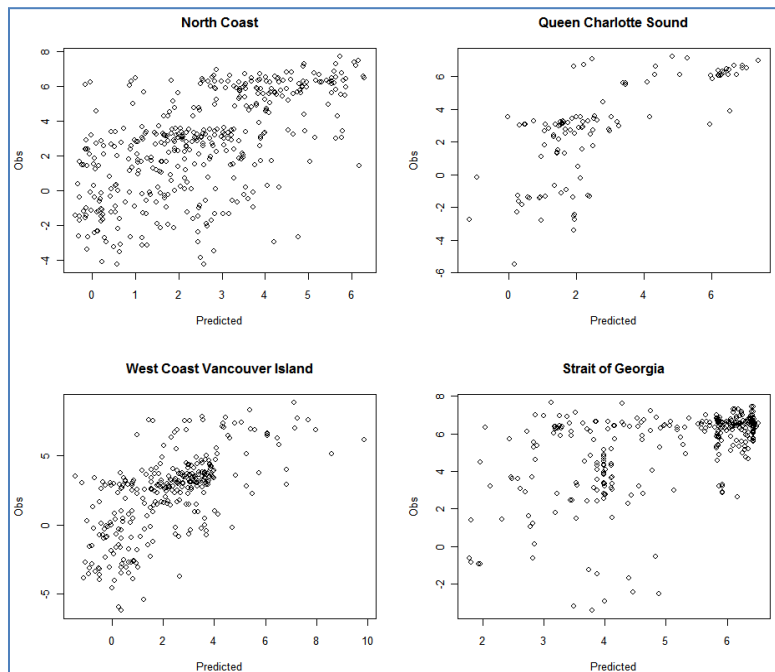 North Coast
8
6
4
2
0
-2
-4
Obs
0 1 2 3 4 5 6
Predicted
Queen Charlotte Sound
6
4
2
0
-2
-4
-6
Obs
0 2 4 6
Predicted
West Coast Vancouver Island
5
0
-5
Obs
0 2 4 6 8 10
Predicted
Strait of Georgia
8
6
4
2
0
-2
Obs
2 3 4 5 6
Predicted